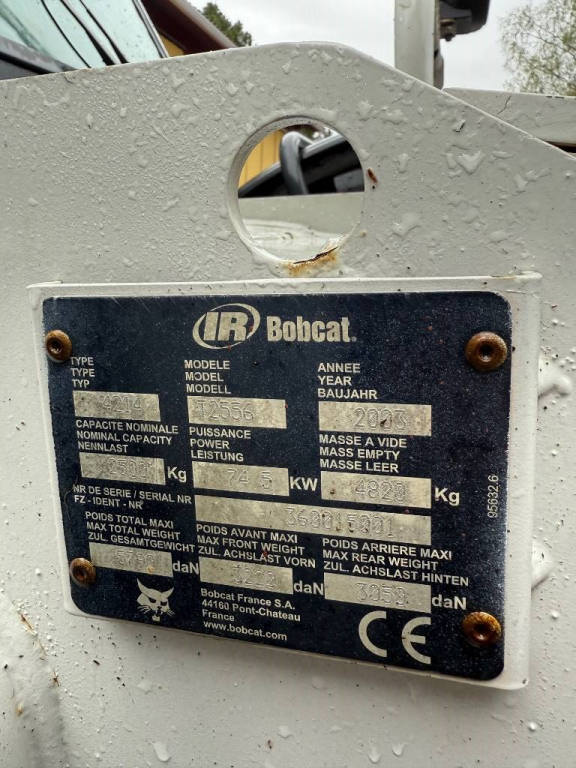 IR Bobcat.
TYPE MODELE ANNEE
TYPE MODEL YEAR
TYP MODELL BAUJAHR
4214 T2556 2003
CAPACITE NOMINALE PUISSANCE MASSE A VIDE
NOMINAL CAPACITY POWER MASS EMPTY
NENNLAST LEISTUNG MASSE LEER
2500 Kg 74.5 KW 4820 Kg
NR DE SERIE / SERIAL NR
FZ - IDENT - NR 360015001
POIDS TOTAL MAXI POIDS AVANT MAXI POIDS ARRIERE MAXI
MAX TOTAL WEIGHT MAX FRONT WEIGHT MAX REAR WEIGHT
ZUL. GESAMTGEWICHT ZUL. ACHSLAST VORN ZUL. ACHSLAST HINTEN
daN daN 3050 daN
Bobcat France S.A.
44160 Pont-Chateau
France
www.bobcat.com
CE
95632.6